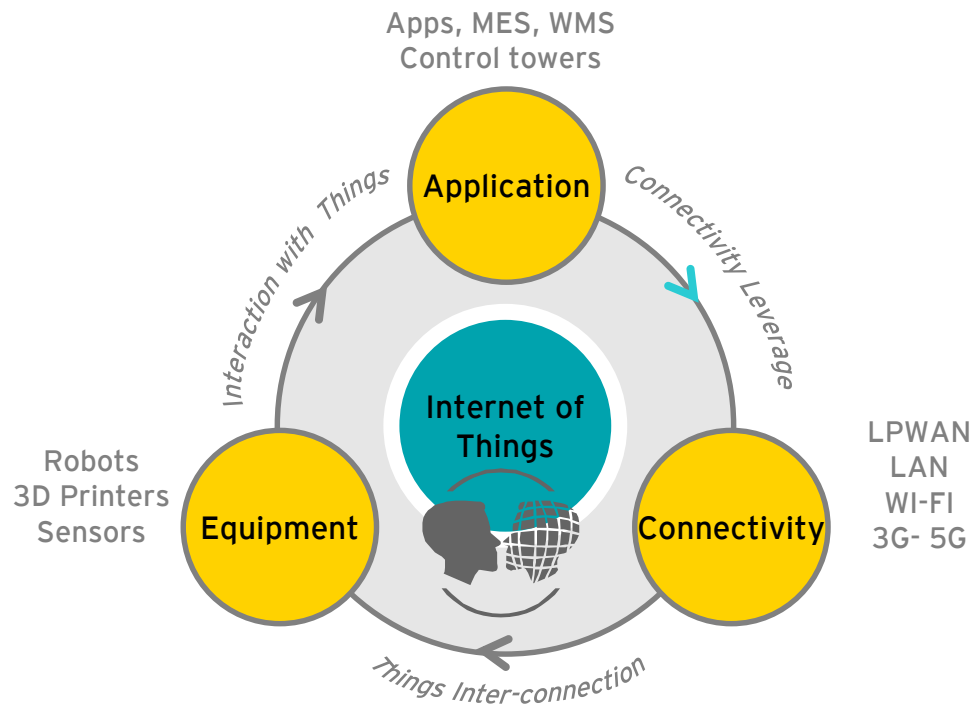 Apps, MES, WMS
Control towers
Application
Interaction with Things
Connectivity Leverage
Internet of
Things
Robots
3D Printers
Sensors
Equipment
Connectivity
LPWAN
LAN
WI-FI
3G- 5G
Things Inter-connection